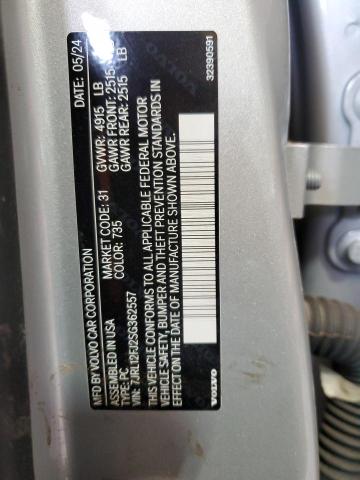 MFD BY VOLVO CAR CORPORATION
DATE: 05/24
ASSEMBLED IN USA
GVWR: 4915 LB
TYPE: PC
MARKET CODE: 31
GAWR FRONT: 2515 LB
COLOR: 735
GAWR REAR: 2515 LB
VIN: 7JRL12FU2SG362557
THIS VEHICLE CONFORMS TO ALL APPLICABLE FEDERAL MOTOR
VEHICLE SAFETY, BUMPER AND THEFT PREVENTION STANDARDS IN
EFFECT ON THE DATE OF MANUFACTURE SHOWN ABOVE.
VOLVO
32390591